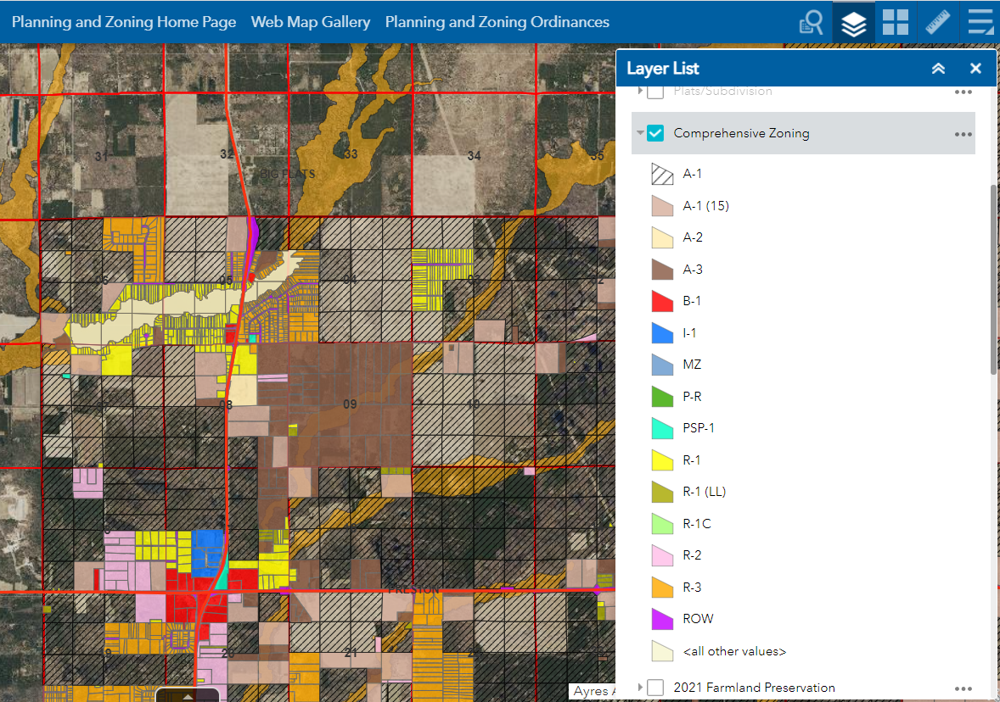 Planning and Zoning Home Page Web Map Gallery Planning and Zoning Ordinances
Layer List
Plats/Subdivision
Comprehensive Zoning
A-1
A-1 (15)
A-2
A-3
B-1
I-1
MZ
P-R
PSP-1
R-1
R-1 (LL)
R-1C
R-2
R-3
ROW
<all other values>
2021 Farmland Preservation
31 32 33 34 35
BIG FLATS
06 05 04 03
08 09 10
PRESTON
20 21
Ayres